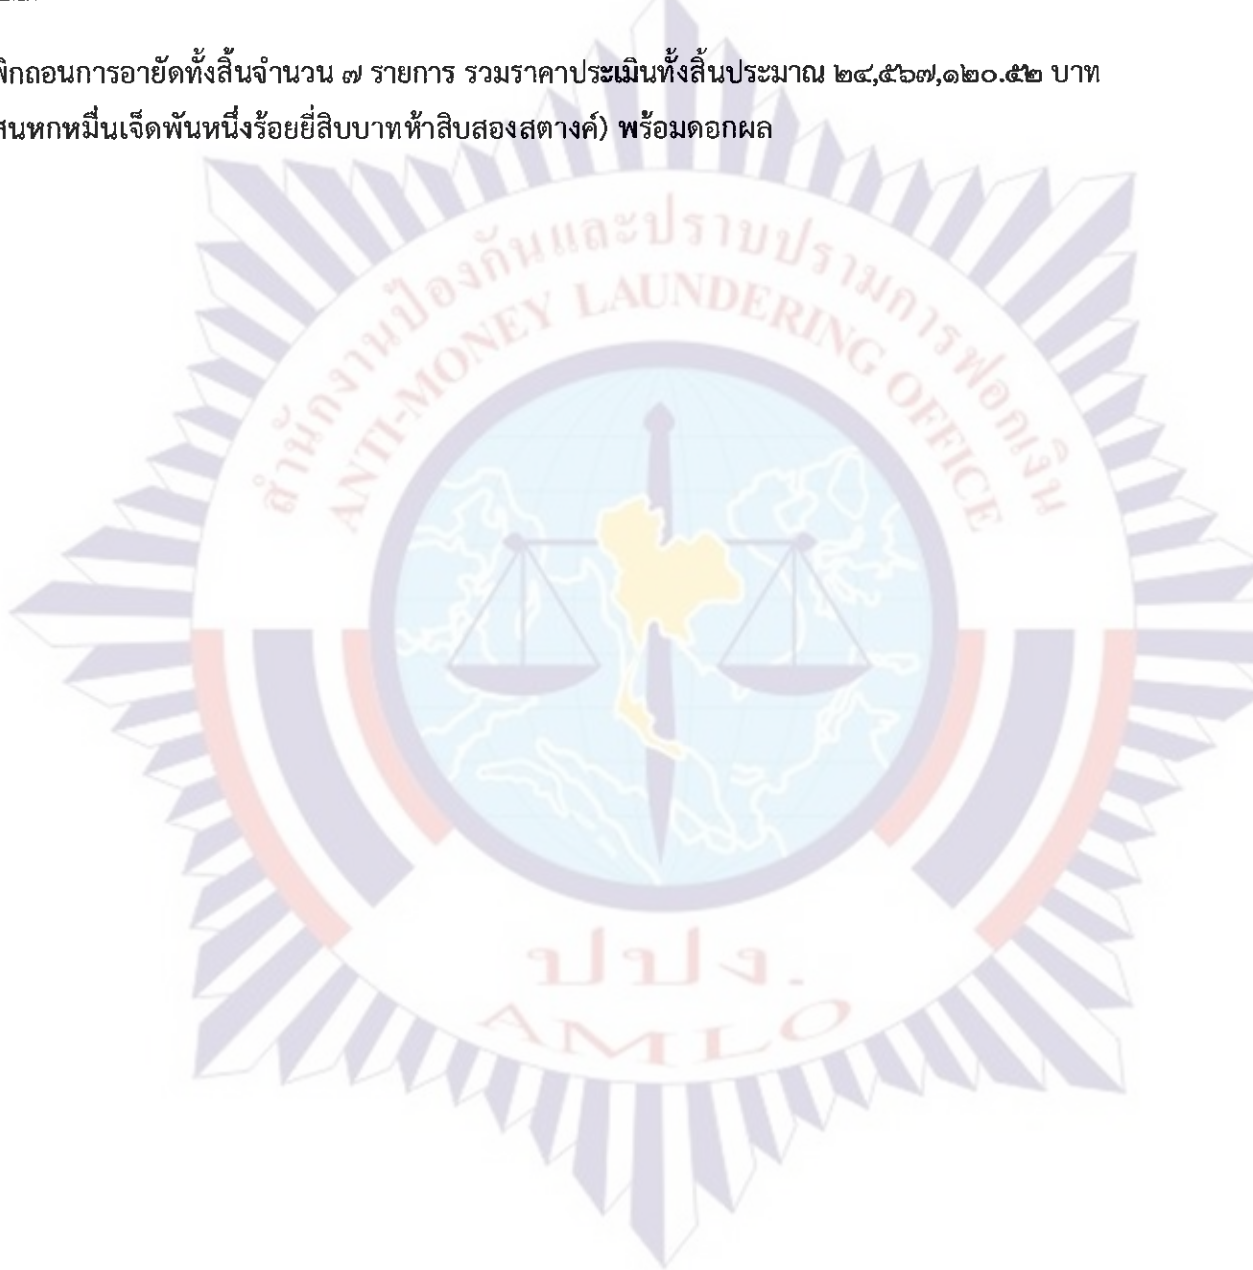 พิกถอนการอายัดทั้งสิ้นจำนวน ๗ รายการ รวมราคาประเมินทั้งสิ้นประมาณ ๒๔,๕๖๗,๑๒๐.๕๒ บาท
สนหกหมื่นเจ็ดพันหนึ่งร้อยยี่สิบบาทห้าสิบสองสตางค์) พร้อมดอกผล
สำนักงานป้องกันและปราบปรามการฟอกเงิน
ANTI-MONEY LAUNDERING OFFICE
ปปง.
AMLO